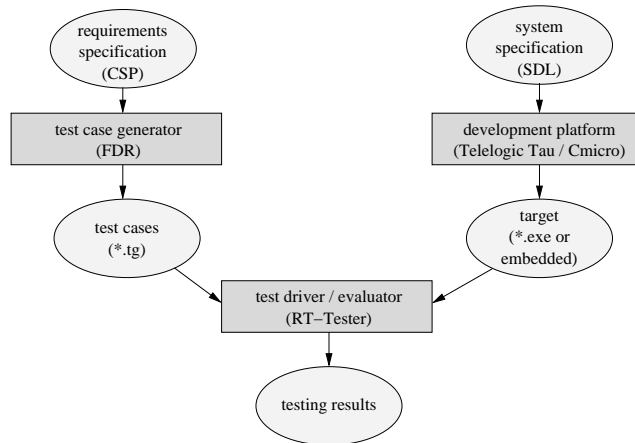 requirements
specification
(CSP)
system
specification
(SDL)
test case generator
(FDR)
development platform
(Telelogic Tau / Cmicro)
test cases
(*.tg)
target
(*.exe or
embedded)
test driver / evaluator
(RT−Tester)
testing results